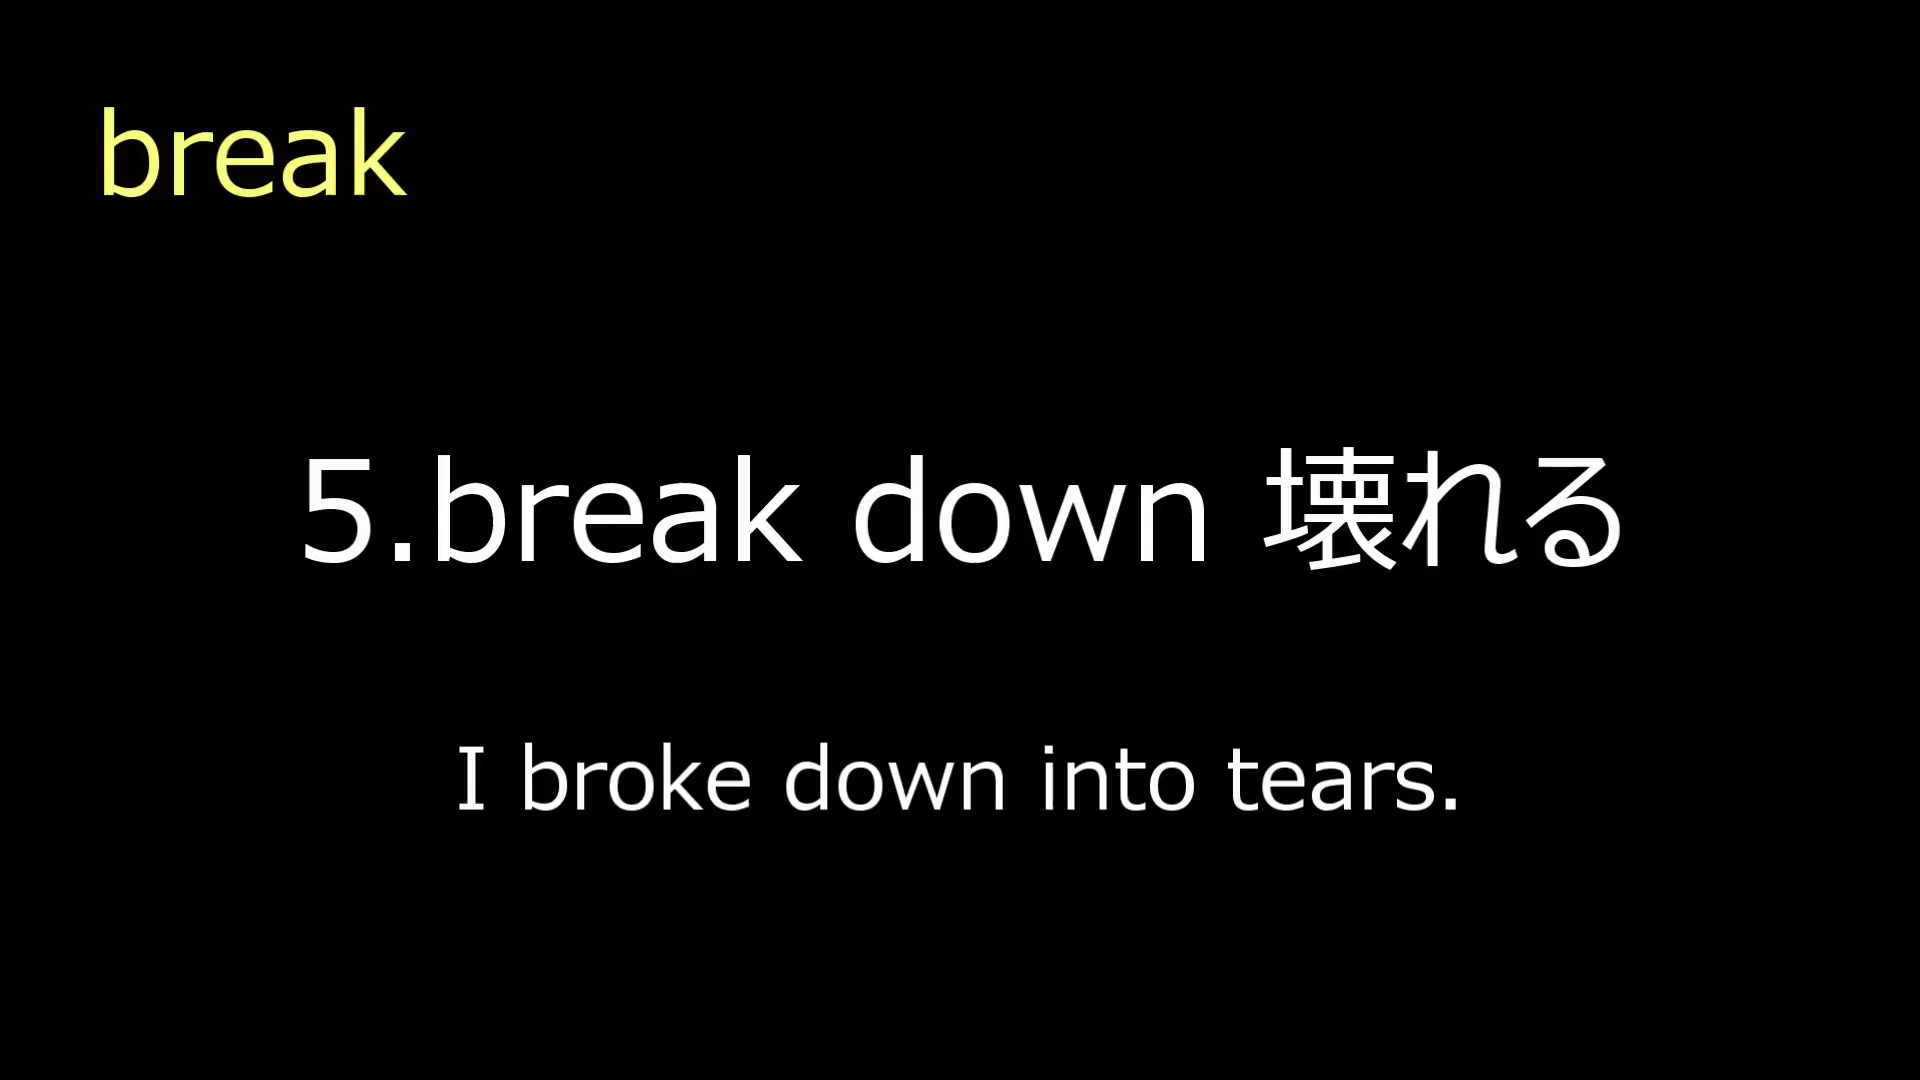 break
5.break down 壊れる
I broke down into tears.